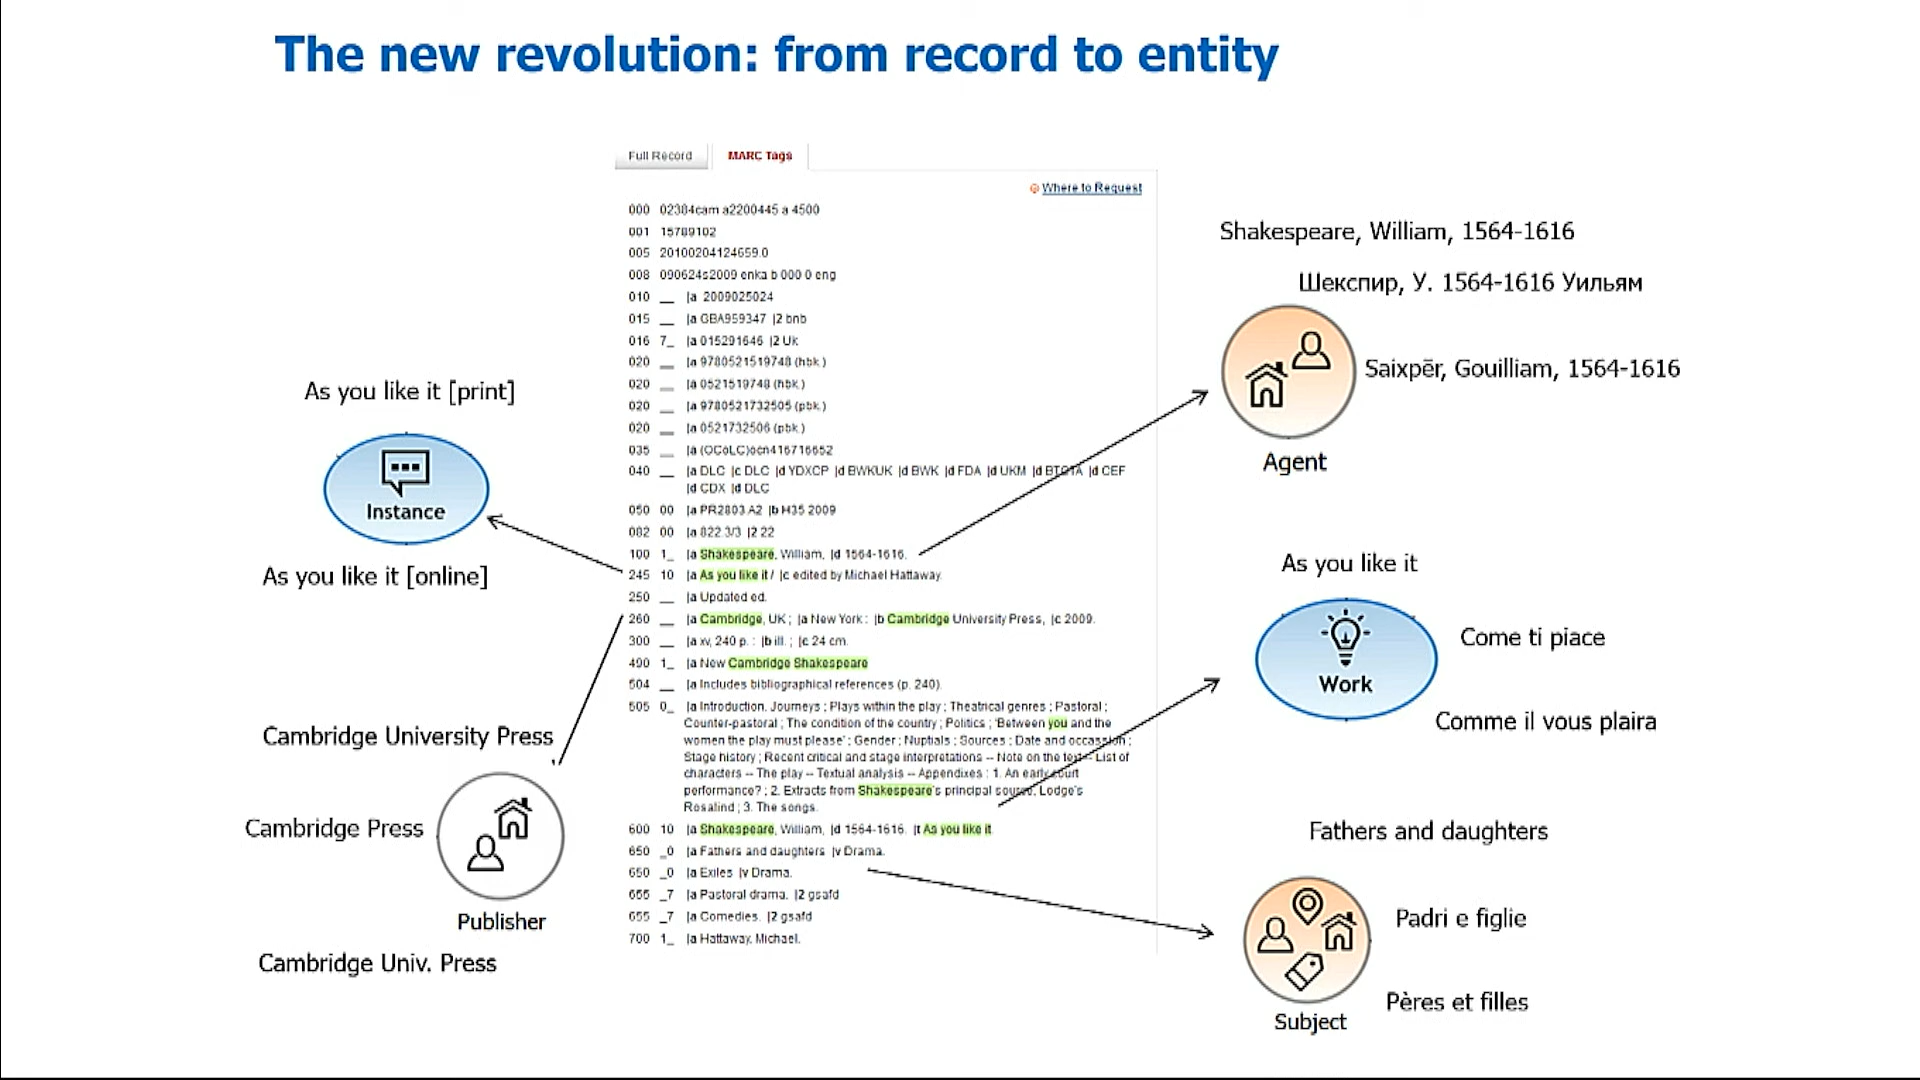 The new revolution: from record to entity
Full Record
MARC Tags
Where to Request
000 02384cam a2200445 a 4500
001 15789102
005 20100204124659.0
008 090624s2009 enka b 000 0 eng
010 __ |a 2009025024
015 __ |a GBA959347 |2 bnb
016 7_ |a 015291646 |2 Uk
020 __ |a 9780521519748 (hbk.)
020 __ |a 0521519748 (hbk.)
020 __ |a 9780521732505 (pbk.)
020 __ |a 0521732506 (pbk.)
035 __ |a (OCoLC)ocn416716652
040 __ |a DLC |c DLC |d YDXCP |d BWKUK |d BWK |d FDA |d UKM |d BTCTA |d CEF
|d CDX |d DLC
050 00 |a PR2803.A2 |b H35 2009
082 00 |a 822.3/3 |2 22
100 1_ |a Shakespeare, William, |d 1564-1616.
245 10 |a As you like it / |c edited by Michael Hattaway.
250 __ |a Updated ed.
260 __ |a Cambridge, UK ; |a New York : |b Cambridge University Press, |c 2009.
300 __ |a xv, 240 p. : |b ill. ; |c 24 cm.
490 1_ |a New Cambridge Shakespeare
504 __ |a Includes bibliographical references (p. 240).
505 0_ |a Introduction. Journeys ; Plays within the play ; Theatrical genres ; Pastoral ;
Counter-pastoral ; The condition of the country ; Politics ; 'Between you and the
women the play must please' ; Gender ; Nuptials ; Sources ; Date and occassion ;
Stage history ; Recent critical and stage interpretations -- Note on the text -- List of
characters -- The play -- Textual analysis -- Appendixes : 1. An early court
performance? ; 2. Extracts from Shakespeare's principal source, Lodge's
Rosalind ; 3. The songs.
600 10 |a Shakespeare, William, |d 1564-1616. |t As you like it
650 _0 |a Fathers and daughters |v Drama.
650 _0 |a Exiles |v Drama.
655 _7 |a Pastoral drama. |2 gsafd
655 _7 |a Comedies. |2 gsafd
700 1_ |a Hattaway, Michael.
As you like it [print]
Instance
As you like it [online]
Cambridge University Press
Cambridge Press
Publisher
Cambridge Univ. Press
Shakespeare, William, 1564-1616
Шекспир, У. 1564-1616 Уильям
Saixpēr, Gouilliam, 1564-1616
Agent
As you like it
Come ti piace
Work
Comme il vous plaira
Fathers and daughters
Padri e figlie
Pères et filles
Subject